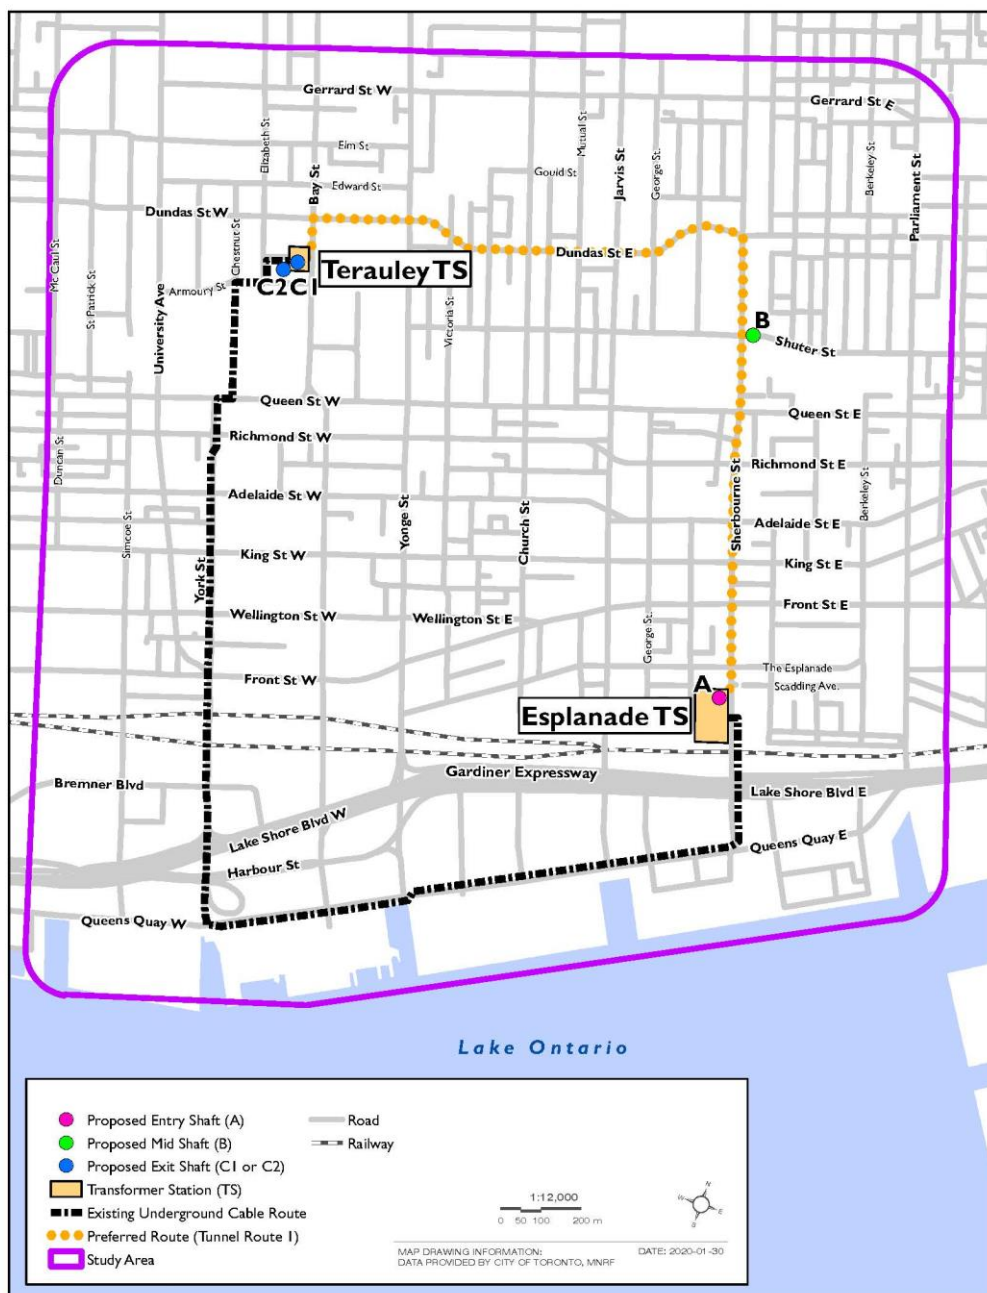 Gerrard St W
Gerrard St E
Elizabeth St
Elm St
Mutual St
Jarvis St
George St.
Berkeley St
Parliament St
Bay St
Edward St
Gould St
Dundas St W
Chestnut St
Mc Caul St
St Patrick St
University Ave
Armoury St
C2 C1
Terauley TS
Dundas St E
Victoria St
B
Shuter St
Queen St W
Queen St E
Richmond St W
Richmond St E
Duncan St
Simcoe St
Adelaide St W
Adelaide St E
Yonge St
Church St
Sherbourne St
Berkeley St
King St W
King St E
York St
Wellington St W
Wellington St E
Front St E
George St.
Front St W
The Esplanade
Scadding Ave.
A
Esplanade TS
Gardiner Expressway
Bremner Blvd
Lake Shore Blvd W
Lake Shore Blvd E
Harbour St
Queens Quay E
Queens Quay W
Lake Ontario
Proposed Entry Shaft (A)
Proposed Mid Shaft (B)
Proposed Exit Shaft (C1 or C2)
Transformer Station (TS)
Existing Underground Cable Route
Preferred Route (Tunnel Route 1)
Study Area
Road
Railway
1:12,000
0 50 100 200 m
N
W
E
S
MAP DRAWING INFORMATION:
DATA PROVIDED BY CITY OF TORONTO, MNRF
DATE: 2020-01-30